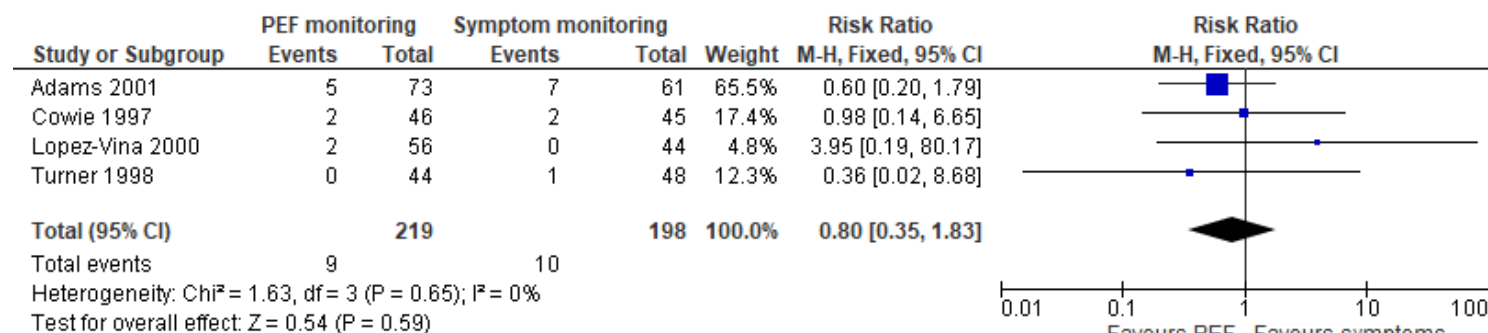 PEF monitoring Symptom monitoring Risk Ratio Risk Ratio
Study or Subgroup Events Total Events Total Weight M-H, Fixed, 95% CI M-H, Fixed, 95% CI
Adams 2001 5 73 7 61 65.5% 0.60 [0.20, 1.79]
Cowie 1997 2 46 2 45 17.4% 0.98 [0.14, 6.65]
Lopez-Vina 2000 2 56 0 44 4.8% 3.95 [0.19, 80.17]
Turner 1998 0 44 1 48 12.3% 0.36 [0.02, 8.68]
Total (95% CI) 219 198 100.0% 0.80 [0.35, 1.83]
Total events 9 10
Heterogeneity: Chi² = 1.63, df = 3 (P = 0.65); I² = 0%
Test for overall effect: Z = 0.54 (P = 0.59)
0.01 0.1 1 10 100
Favours PEF Favours symptoms